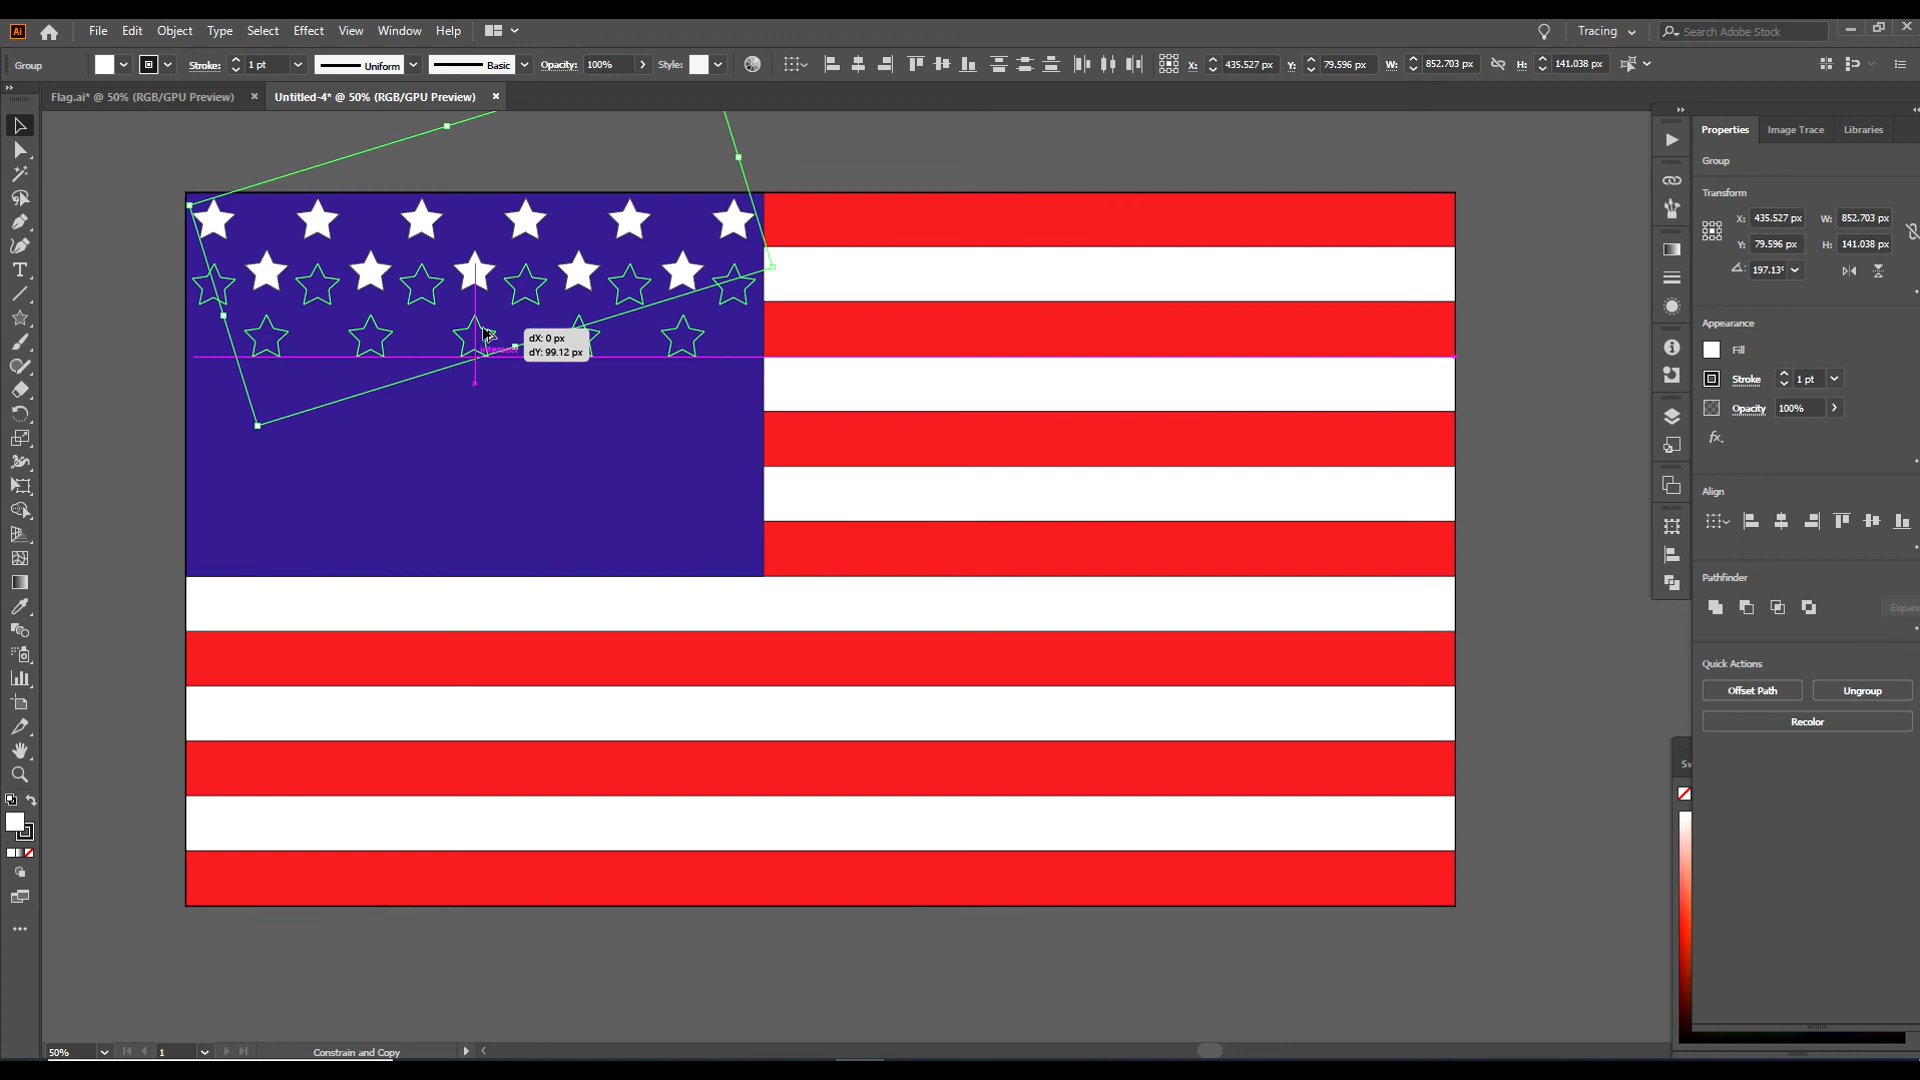 Ai File Edit Object Type Select Effect View Window Help Tracing Search Adobe Stock
Group Stroke: 1 pt Uniform Basic Opacity: 100% Style: X: 435.527 px Y: 79.596 px W: 852.703 px H: 141.038 px
Flag.ai* @ 50% (RGB/GPU Preview) × Untitled-4* @ 50% (RGB/GPU Preview) ×
Properties Image Trace Libraries
Group
Transform
X: 435.527 px W: 852.703 px
Y: 79.596 px H: 141.038 px
197.13°
Appearance
Fill
Stroke 1 pt
Opacity 100%
fx.
Align
Pathfinder
Expand
Quick Actions
Offset Path Ungroup
Recolor
dX: 0 px
dY: 99.12 px
intersect
Sw
50% 1 Constrain and Copy